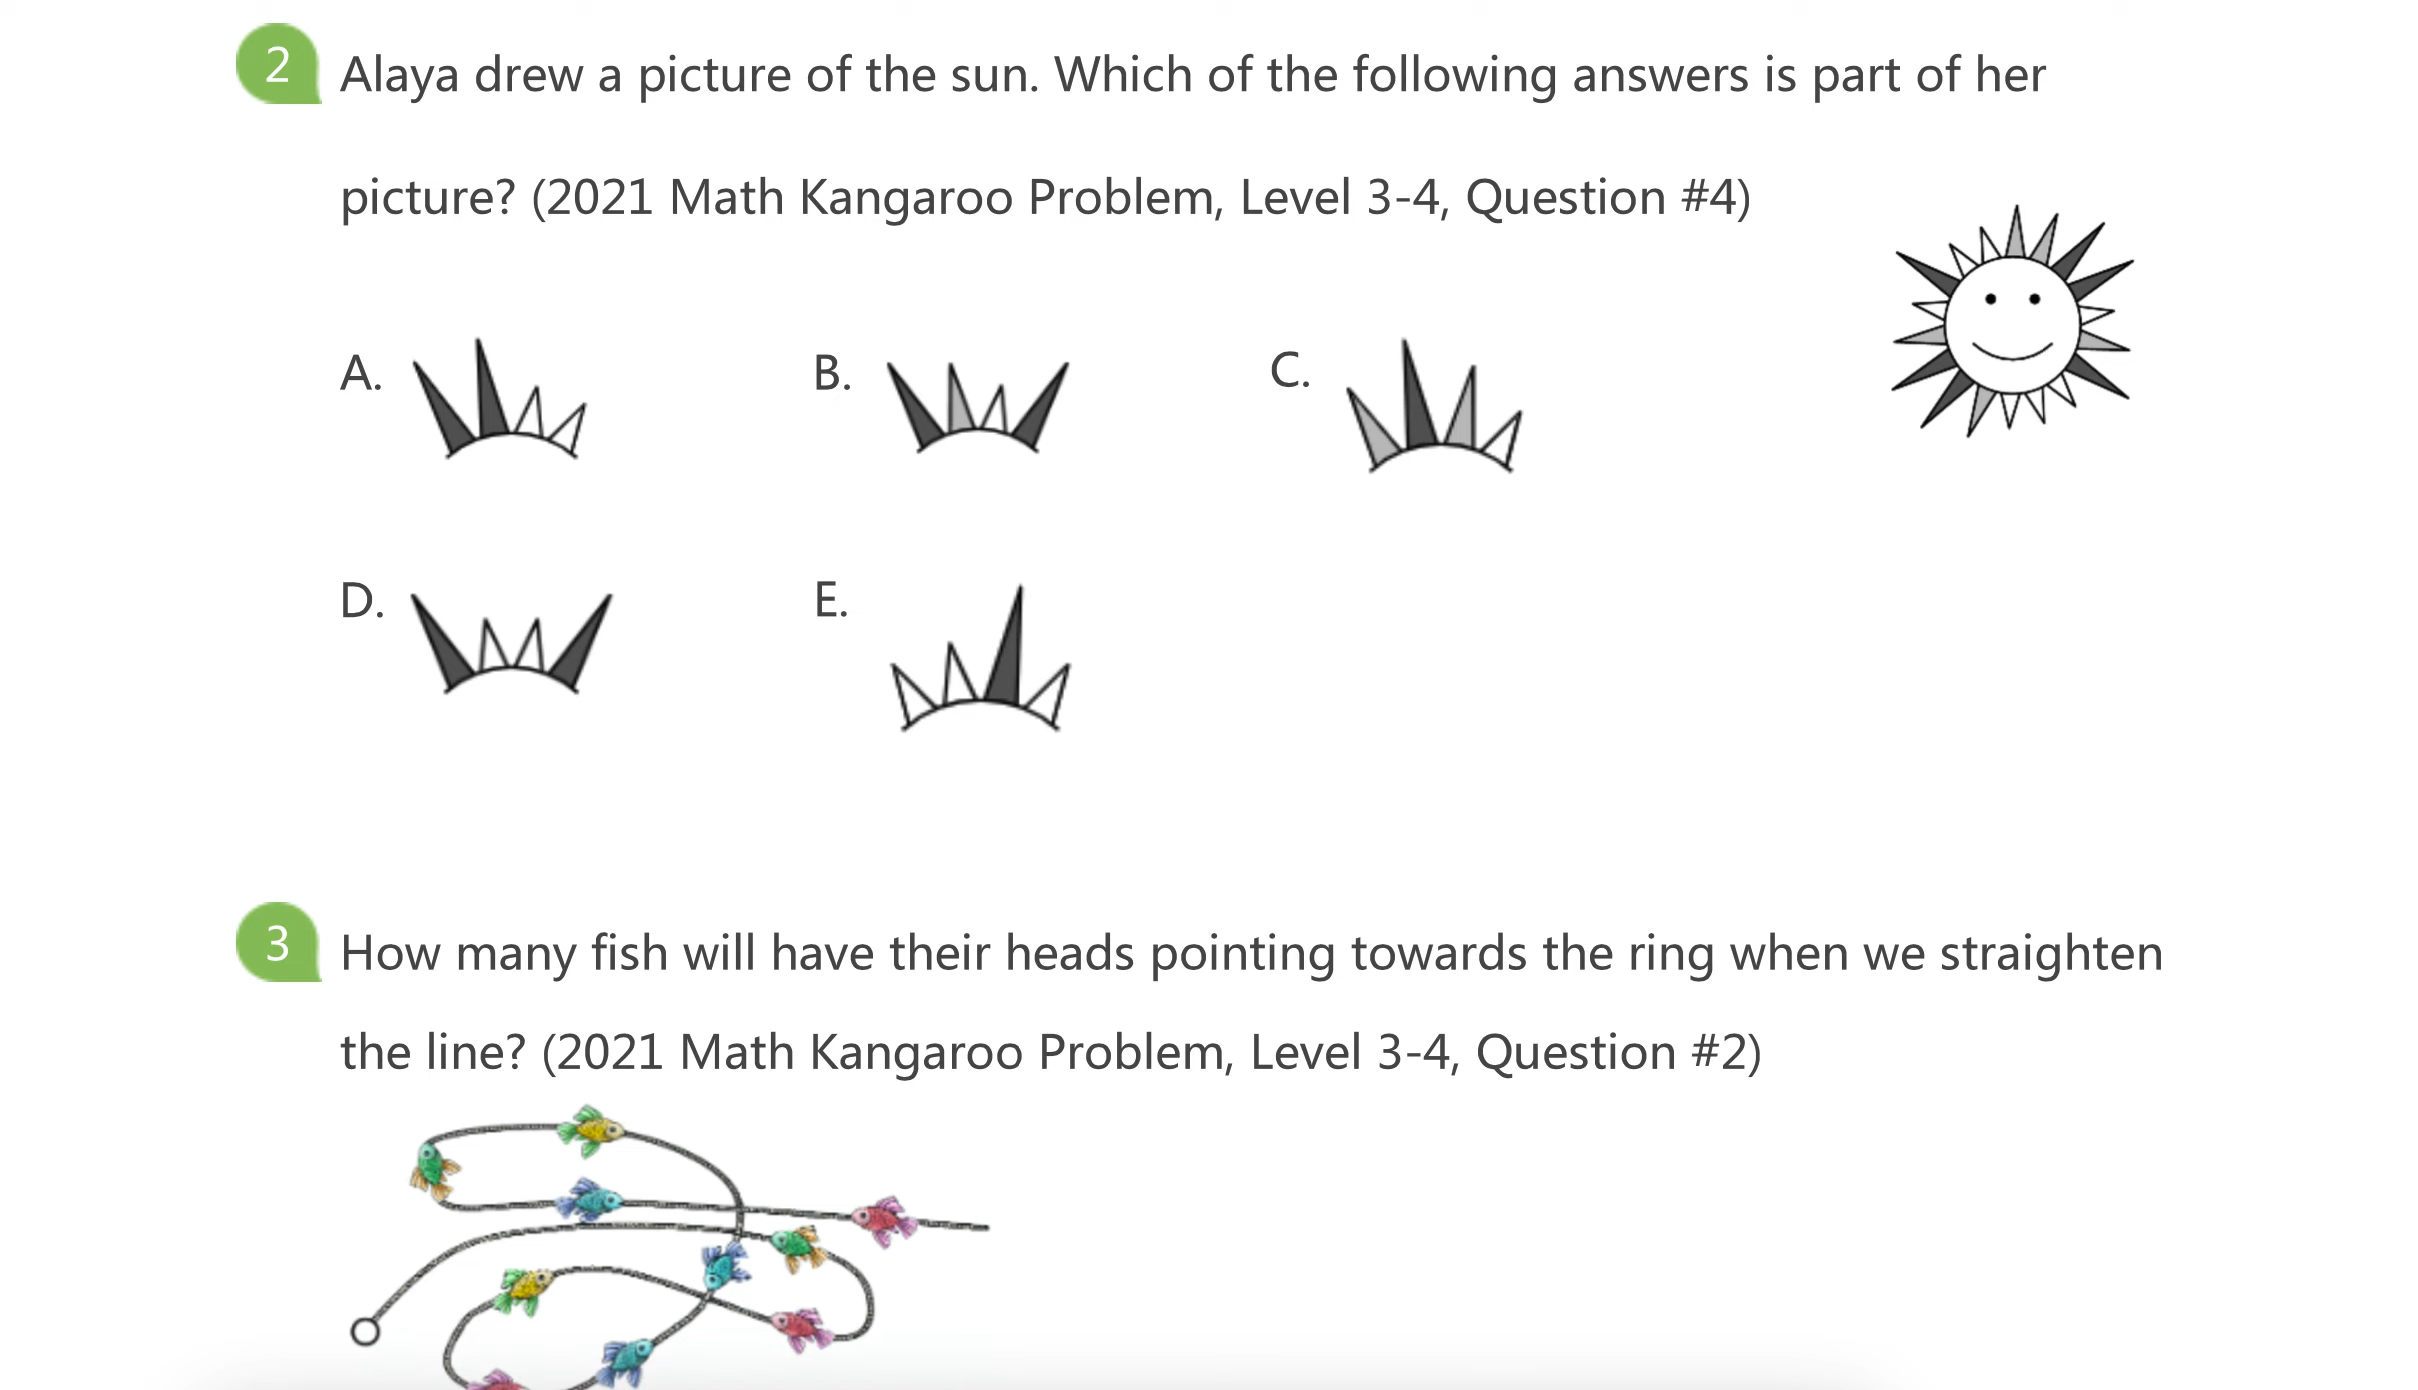 2 Alaya drew a picture of the sun. Which of the following answers is part of her
picture? (2021 Math Kangaroo Problem, Level 3-4, Question #4)
A. B. C.
D. E.
3 How many fish will have their heads pointing towards the ring when we straighten
the line? (2021 Math Kangaroo Problem, Level 3-4, Question #2)